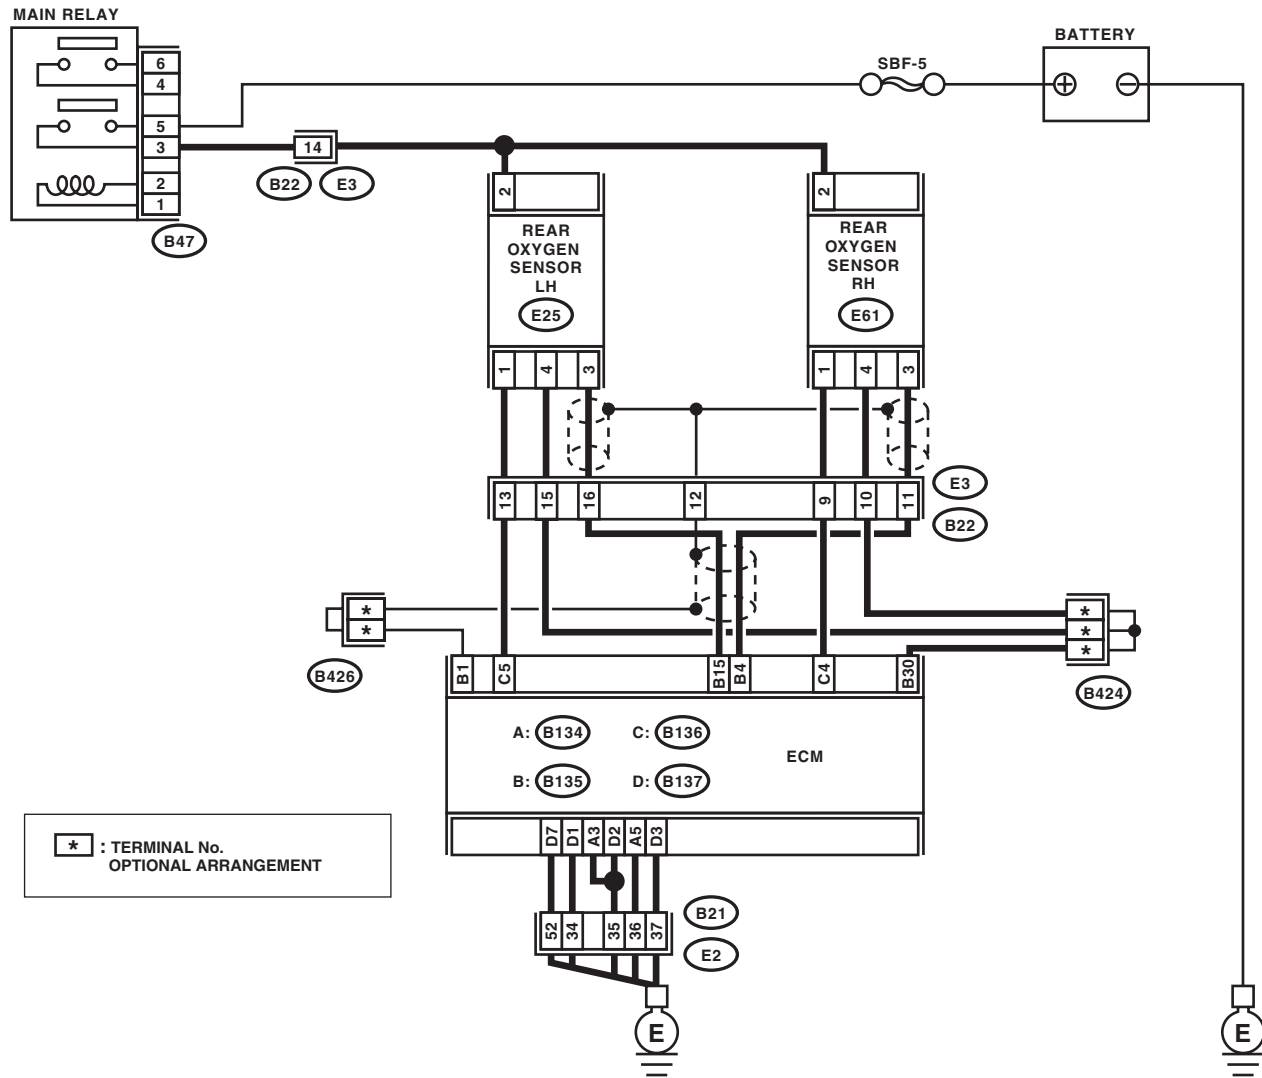 MAIN RELAY
BATTERY
SBF-5
6
4
5
3
2
1
14
B22
E3
B47
2
2
REAR
OXYGEN
SENSOR
LH
E25
REAR
OXYGEN
SENSOR
RH
E61
1
4
3
1
4
3
13
15
16
12
9
10
11
E3
B22
*
*
B426
*
*
*
B424
B1
C5
B15
B4
C4
B30
A: B134
C: B136
B: B135
D: B137
ECM
* : TERMINAL No.
OPTIONAL ARRANGEMENT
D7
D1
A3
D2
A5
D3
52
34
35
36
37
B21
E2
E
E